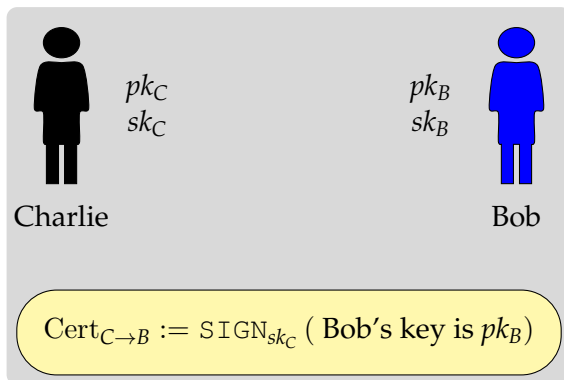 pk_C pk_B
sk_C sk_B
Charlie Bob
Cert_{C→B} := SIGN_{sk_C} ( Bob's key is pk_B)